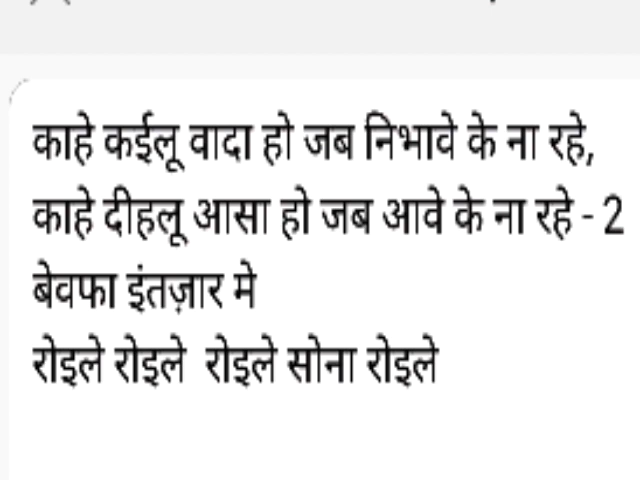 काहे कईलू वादा हो जब निभावे के ना रहे,
काहे दीहलू आसा हो जब आवे के ना रहे - 2
बेवफा इंतज़ार मे
रोइले रोइले रोइले सोना रोइले